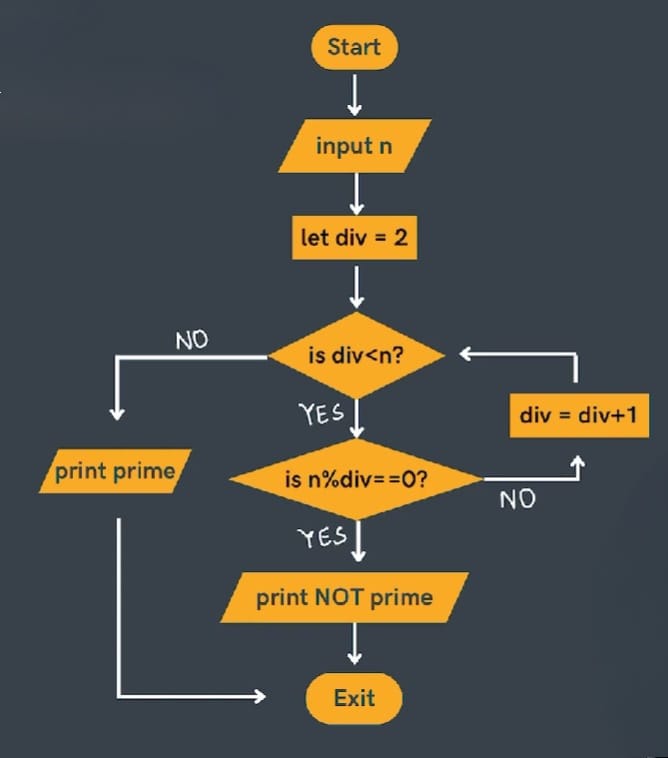 Start
input n
let div = 2
is div<n?
NO
YES
div = div+1
print prime
is n%div==0?
NO
YES
print NOT prime
Exit